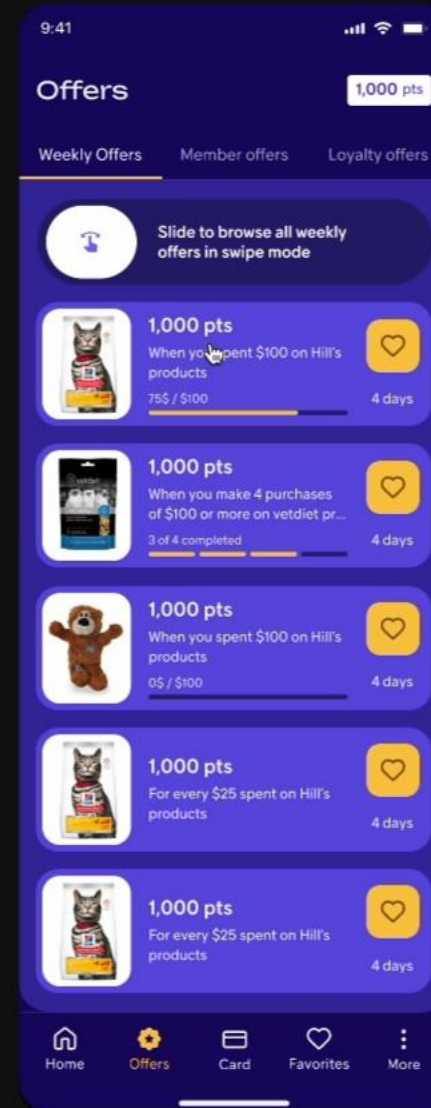 9:41
Offers
1,000 pts
Weekly Offers
Member offers
Loyalty offers
Slide to browse all weekly
offers in swipe mode
1,000 pts
When you spent $100 on Hill's
products
75$ / $100
4 days
vetdiet
1,000 pts
When you make 4 purchases
of $100 or more on vetdiet pr...
3 of 4 completed
4 days
1,000 pts
When you spent $100 on Hill's
products
0$ / $100
4 days
1,000 pts
For every $25 spent on Hill's
products
4 days
1,000 pts
For every $25 spent on Hill's
products
4 days
Home
Offers
Card
Favorites
More